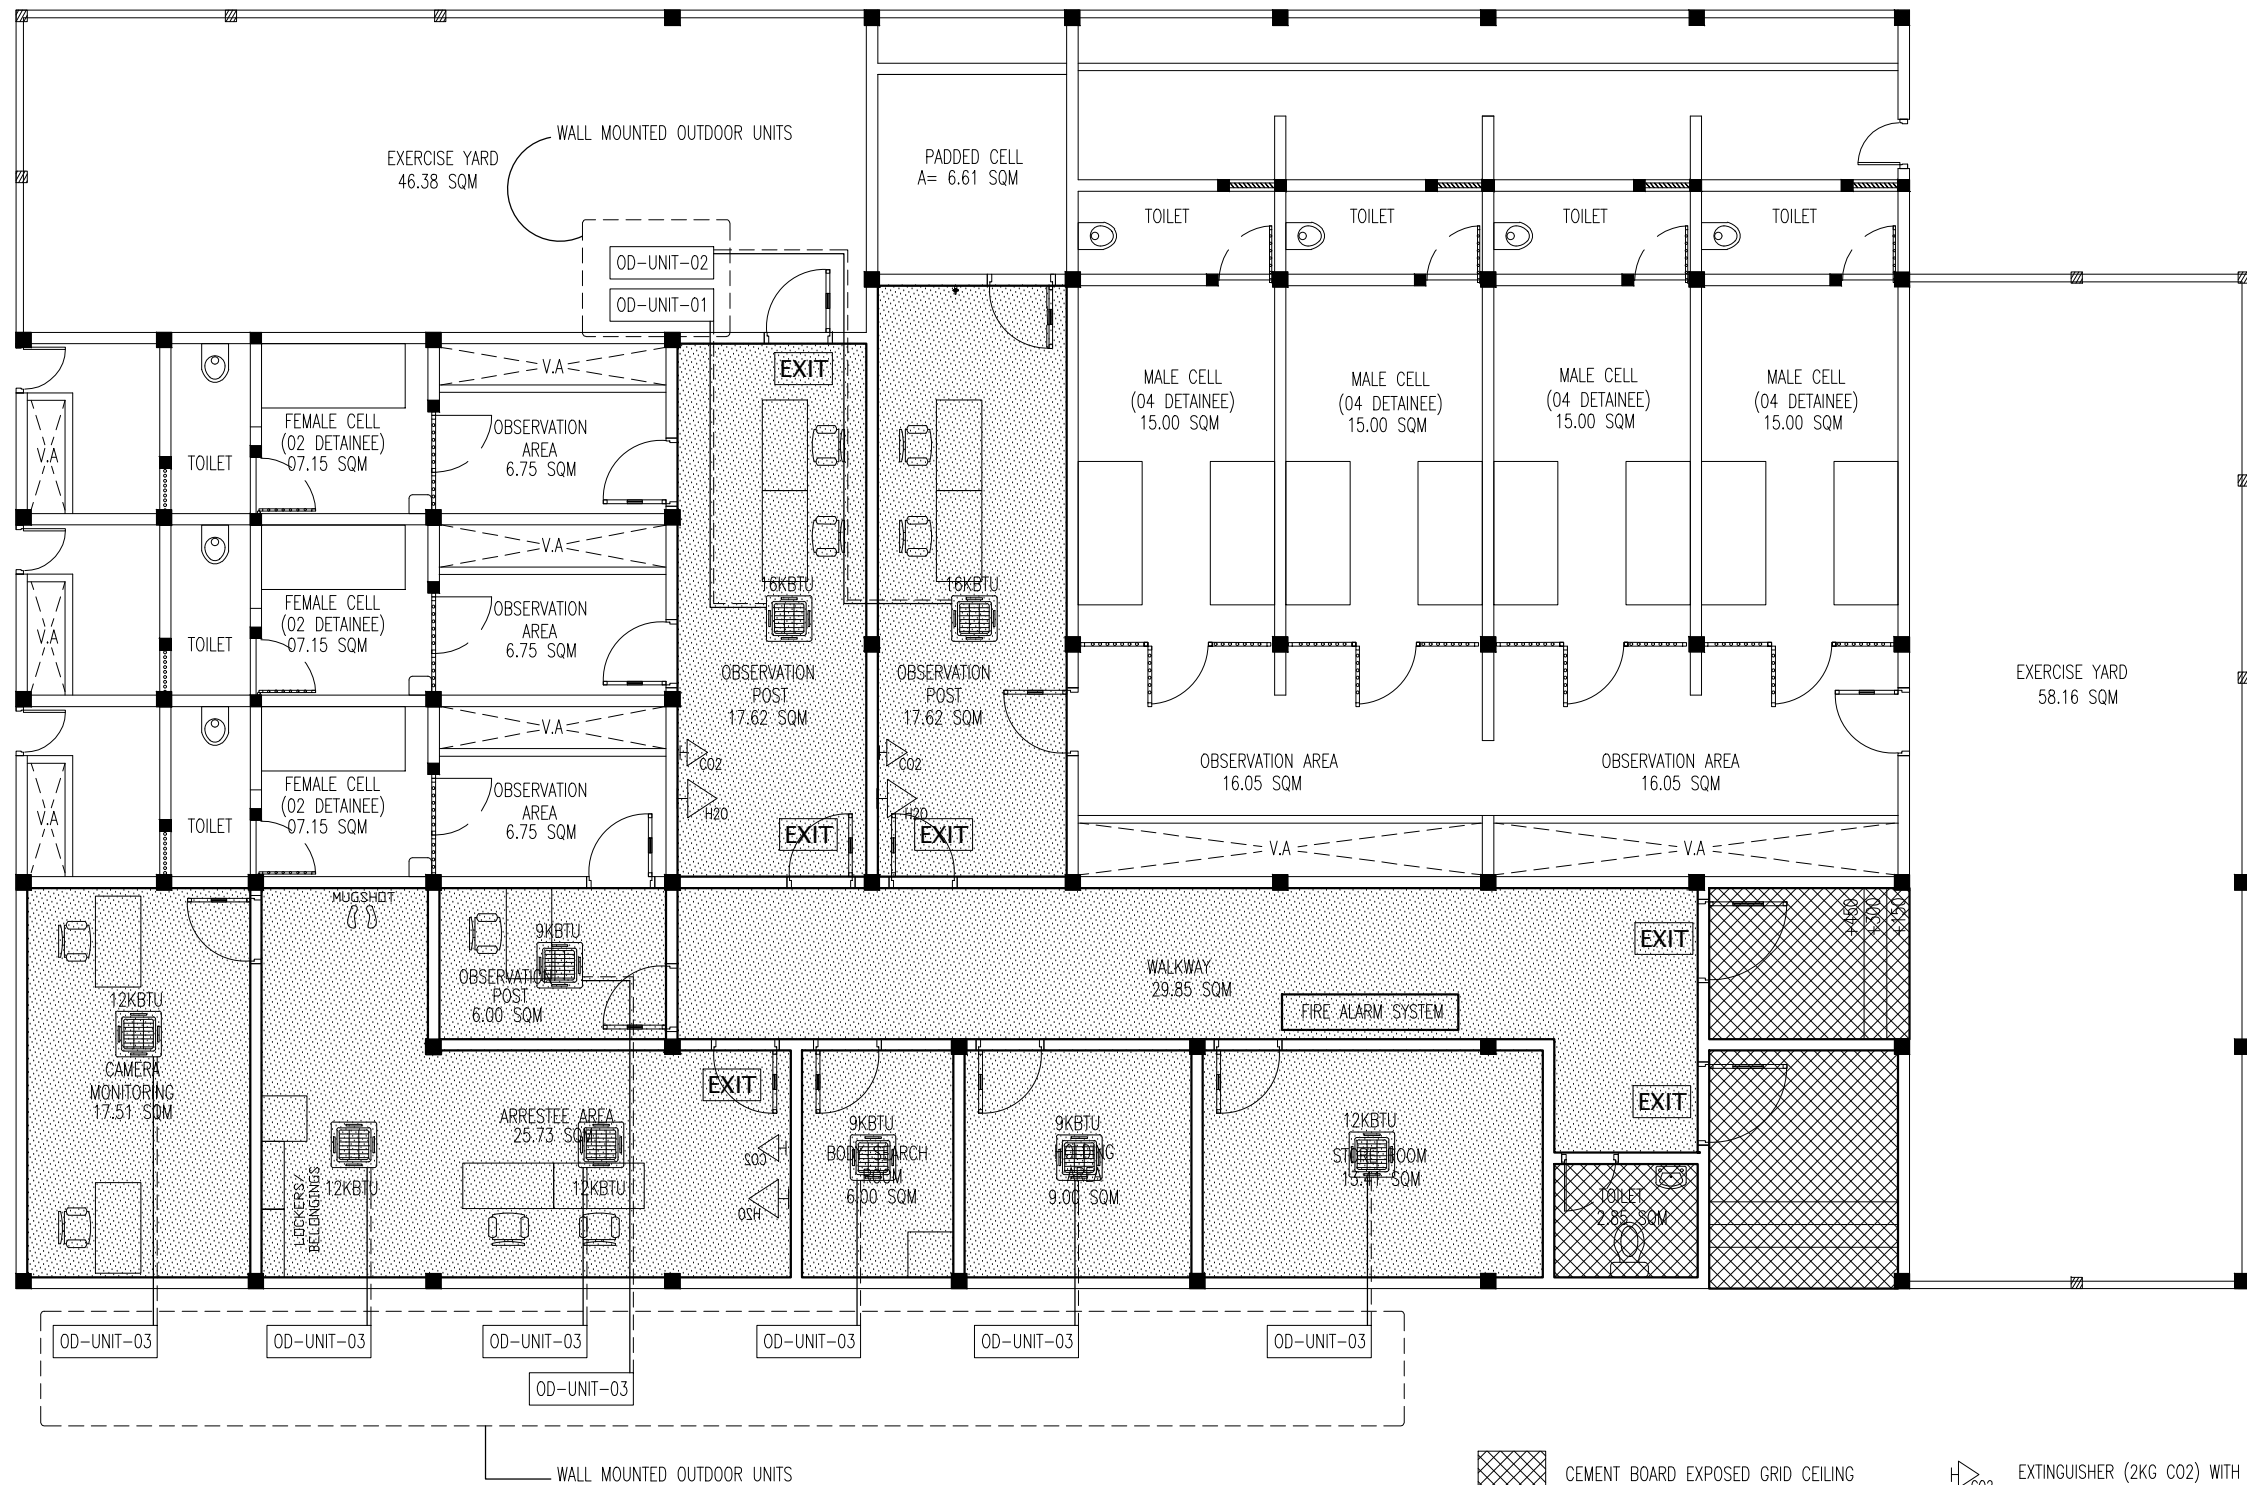 WALL MOUNTED OUTDOOR UNITS
EXERCISE YARD
46.38 SQM
PADDED CELL
A= 6.61 SQM
TOILET
TOILET
TOILET
TOILET
OD-UNIT-02
OD-UNIT-01
EXIT
V.A
FEMALE CELL
(02 DETAINEE)
07.15 SQM
OBSERVATION
AREA
6.75 SQM
V.A
TOILET
MALE CELL
(04 DETAINEE)
15.00 SQM
MALE CELL
(04 DETAINEE)
15.00 SQM
MALE CELL
(04 DETAINEE)
15.00 SQM
MALE CELL
(04 DETAINEE)
15.00 SQM
V.A
16KBTU
16KBTU
FEMALE CELL
(02 DETAINEE)
07.15 SQM
OBSERVATION
AREA
6.75 SQM
V.A
TOILET
OBSERVATION
POST
17.62 SQM
OBSERVATION
POST
17.62 SQM
EXERCISE YARD
58.16 SQM
V.A
FEMALE CELL
(02 DETAINEE)
07.15 SQM
OBSERVATION
AREA
6.75 SQM
V.A
TOILET
CO2
H2O
CO2
H2O
EXIT
EXIT
OBSERVATION AREA
16.05 SQM
OBSERVATION AREA
16.05 SQM
V.A
V.A
MUGSHOT
9KBTU
OBSERVATION
POST
6.00 SQM
WALKWAY
29.85 SQM
FIRE ALARM SYSTEM
EXIT
+450
+300
+150
12KBTU
CAMERA
MONITORING
17.51 SQM
ARRESTEE AREA
25.73 SQM
EXIT
12KBTU
12KBTU
LOCKERS/
BELONGINGS
CO2
H2O
9KBTU
BODY SEARCH
ROOM
6.00 SQM
9KBTU
HOLDING
9.00 SQM
12KBTU
STORE ROOM
SQM
EXIT
TOILET
2.85 SQM
OD-UNIT-03
OD-UNIT-03
OD-UNIT-03
OD-UNIT-03
OD-UNIT-03
OD-UNIT-03
OD-UNIT-03
WALL MOUNTED OUTDOOR UNITS
CEMENT BOARD EXPOSED GRID CEILING
CO2
EXTINGUISHER (2KG CO2) WITH